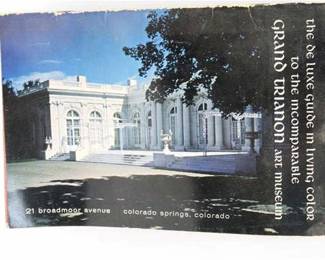 the de luxe guide in living color
to the incomparable
GRAND TRIANON art museum
21 broadmoor avenue colorado springs, colorado